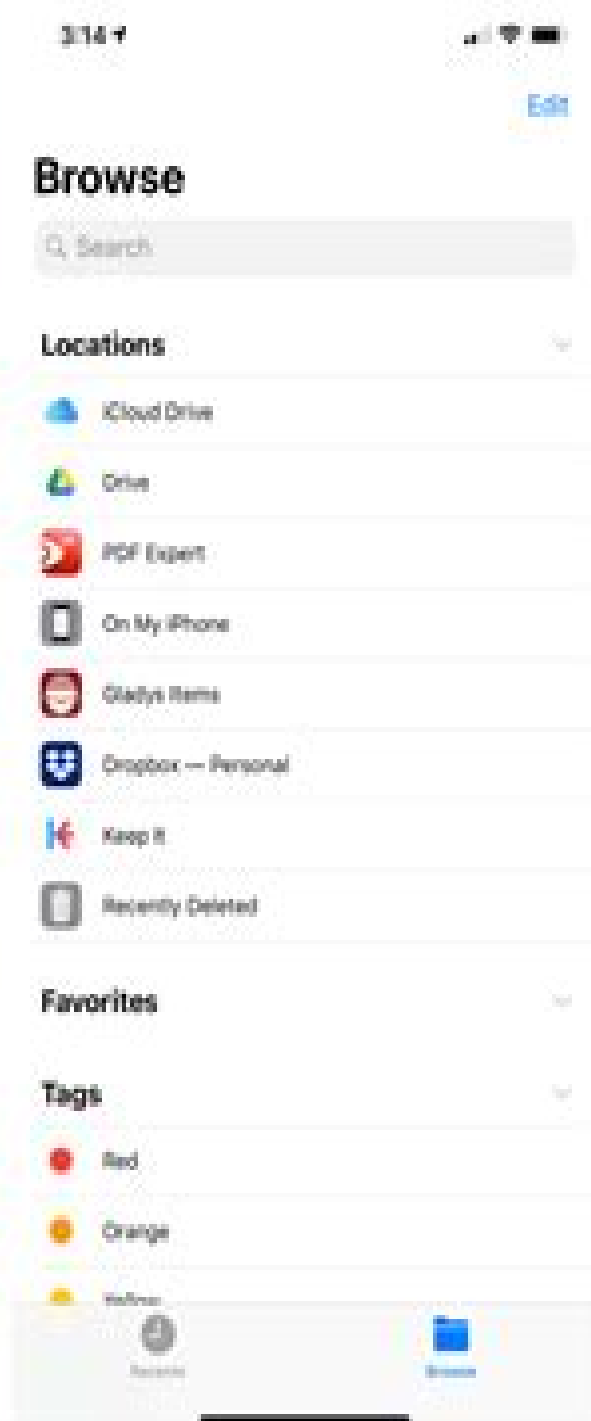 3:14
Edit
Browse
Search
Locations
iCloud Drive
Drive
PDF Expert
On My iPhone
Gladys Items
Dropbox — Personal
Keep It
Recently Deleted
Favorites
Tags
Red
Orange
Yellow
Recents
Browse